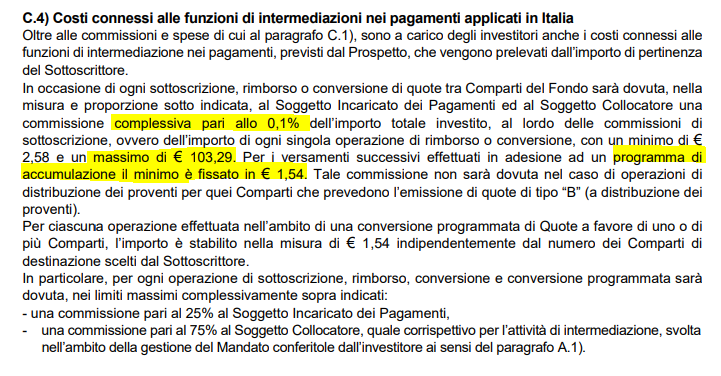 C.4) Costi connessi alle funzioni di intermediazioni nei pagamenti applicati in Italia
Oltre alle commissioni e spese di cui al paragrafo C.1), sono a carico degli investitori anche i costi connessi alle
funzioni di intermediazione nei pagamenti, previsti dal Prospetto, che vengono prelevati dall'importo di pertinenza
del Sottoscrittore.
In occasione di ogni sottoscrizione, rimborso o conversione di quote tra Comparti del Fondo sarà dovuta, nella
misura e proporzione sotto indicata, al Soggetto Incaricato dei Pagamenti ed al Soggetto Collocatore una
commissione complessiva pari allo 0,1% dell'importo totale investito, al lordo delle commissioni di
sottoscrizione, ovvero dell'importo di ogni singola operazione di rimborso o conversione, con un minimo di €
2,58 e un massimo di € 103,29. Per i versamenti successivi effettuati in adesione ad un programma di
accumulazione il minimo è fissato in € 1,54. Tale commissione non sarà dovuta nel caso di operazioni di
distribuzione dei proventi per quei Comparti che prevedono l'emissione di quote di tipo “B” (a distribuzione dei
proventi).
Per ciascuna operazione effettuata nell'ambito di una conversione programmata di Quote a favore di uno o di
più Comparti, l'importo è stabilito nella misura di € 1,54 indipendentemente dal numero dei Comparti di
destinazione scelti dal Sottoscrittore.
In particolare, per ogni operazione di sottoscrizione, rimborso, conversione e conversione programmata sarà
dovuta, nei limiti massimi complessivamente sopra indicati:
- una commissione pari al 25% al Soggetto Incaricato dei Pagamenti,
- una commissione pari al 75% al Soggetto Collocatore, quale corrispettivo per l'attività di intermediazione, svolta
nell'ambito della gestione del Mandato conferitole dall'investitore ai sensi del paragrafo A.1).